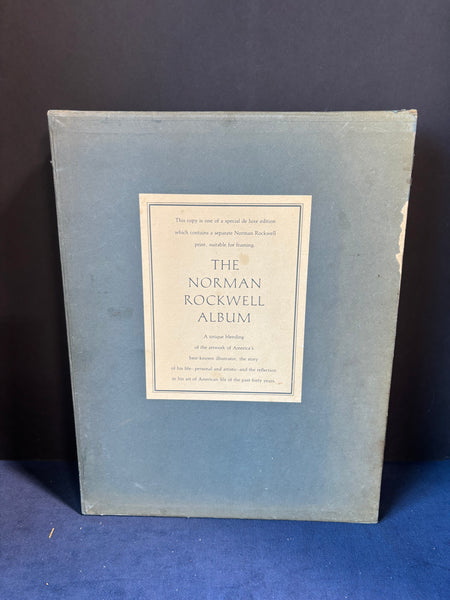 This copy is one of a special de luxe edition
which contains a separate Norman Rockwell
print, suitable for framing.
THE
NORMAN
ROCKWELL
ALBUM
A unique blending
of the artwork of America's
best-known illustrator, the story
of his life—personal and artistic—and the reflection
in his art of American life of the past forty years.